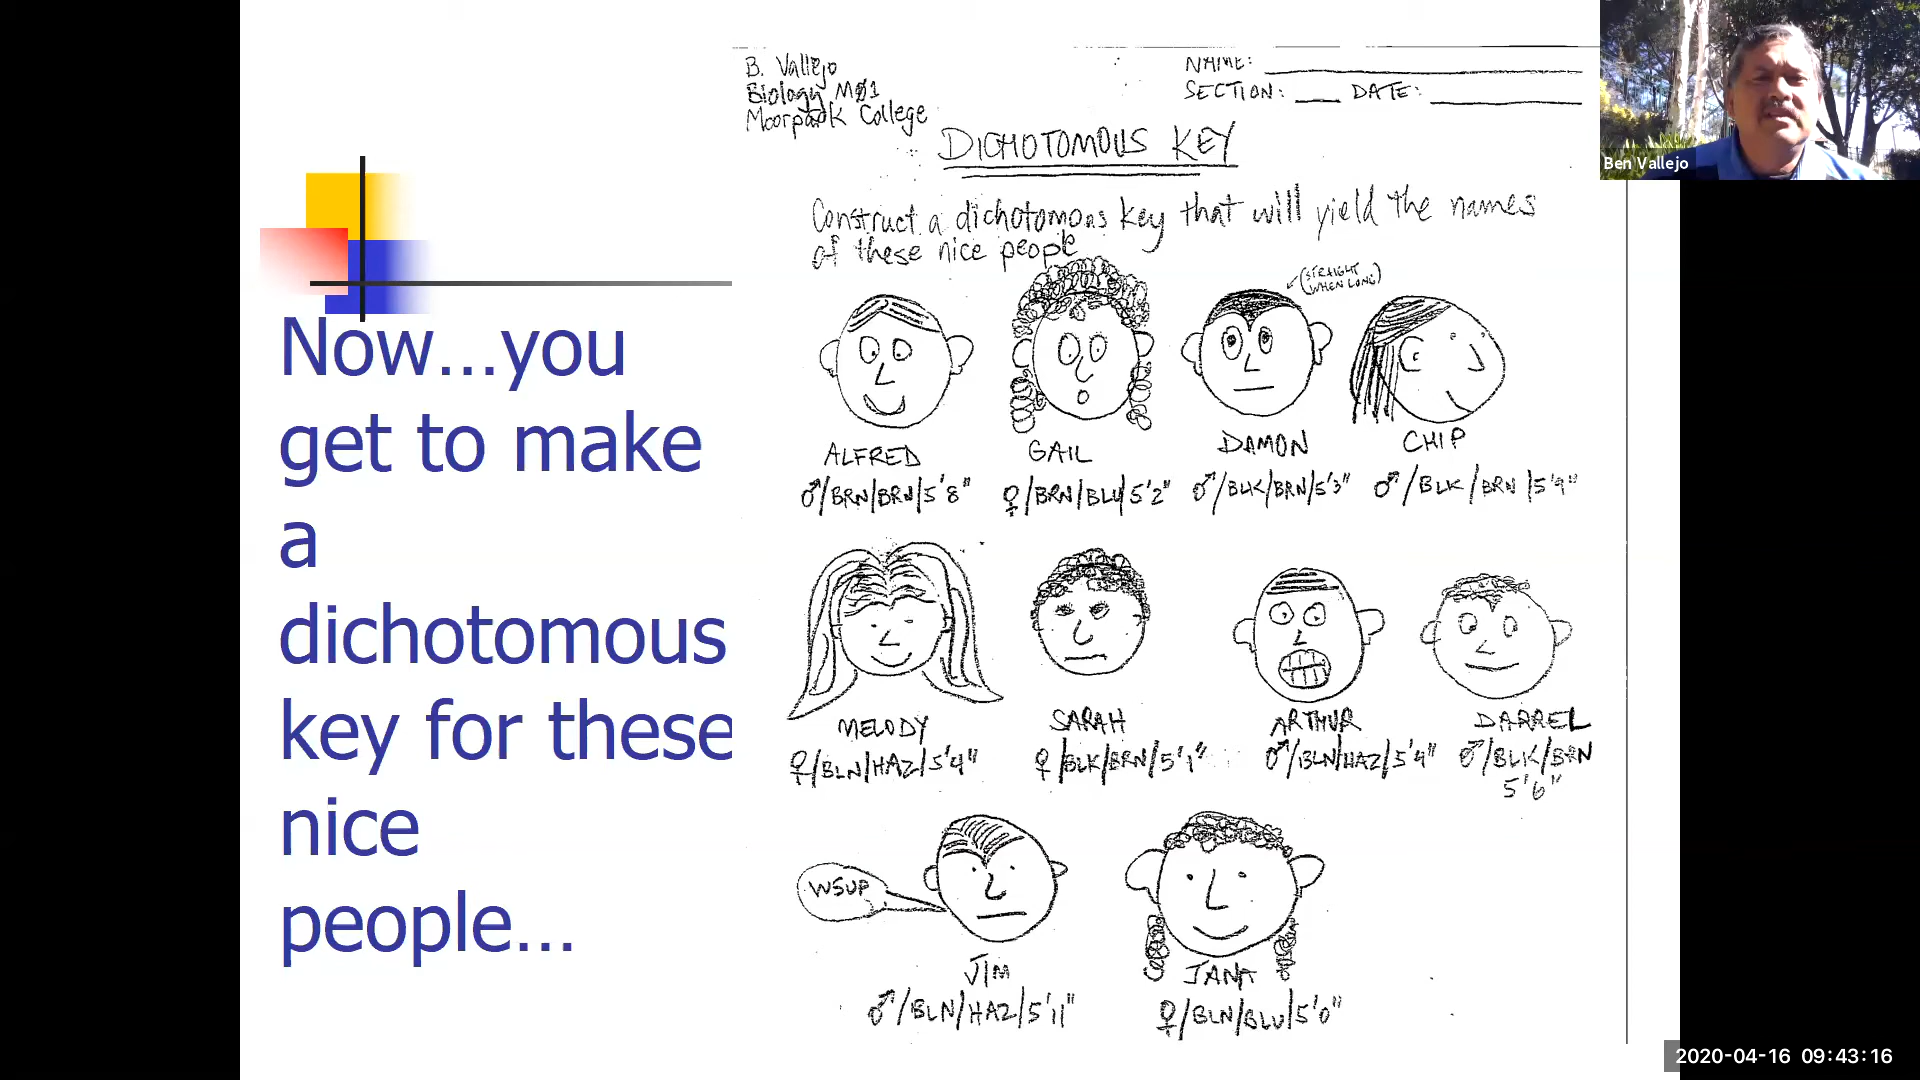 Now...you
get to make
a
dichotomous
key for these
nice
people...
B. Vallejo
Biology MØ1
Moorpark College
NAME:
SECTION: DATE:
DICHOTOMOUS KEY
Construct a dichotomous key that will yield the names
of these nice people
(STRAIGHT
WHEN LONG)
ALFRED
♂/BRN/BRN/5'8"
GAIL
♀/BRN/BLU/5'2"
DAMON
♂/BLK/BRN/5'3"
CHIP
♂/BLK/BRN/5'9"
MELODY
♀/BLN/HAZ/5'4"
SARAH
♀/BLK/BRN/5'1"
ARTHUR
♂/BLN/HAZ/5'4"
DARREL
♂/BLK/BRN
5'6"
WSUP
JIM
♂/BLN/HAZ/5'11"
JANA
♀/BLN/BLU/5'0"
Ben Vallejo
2020-04-16 09:43:16